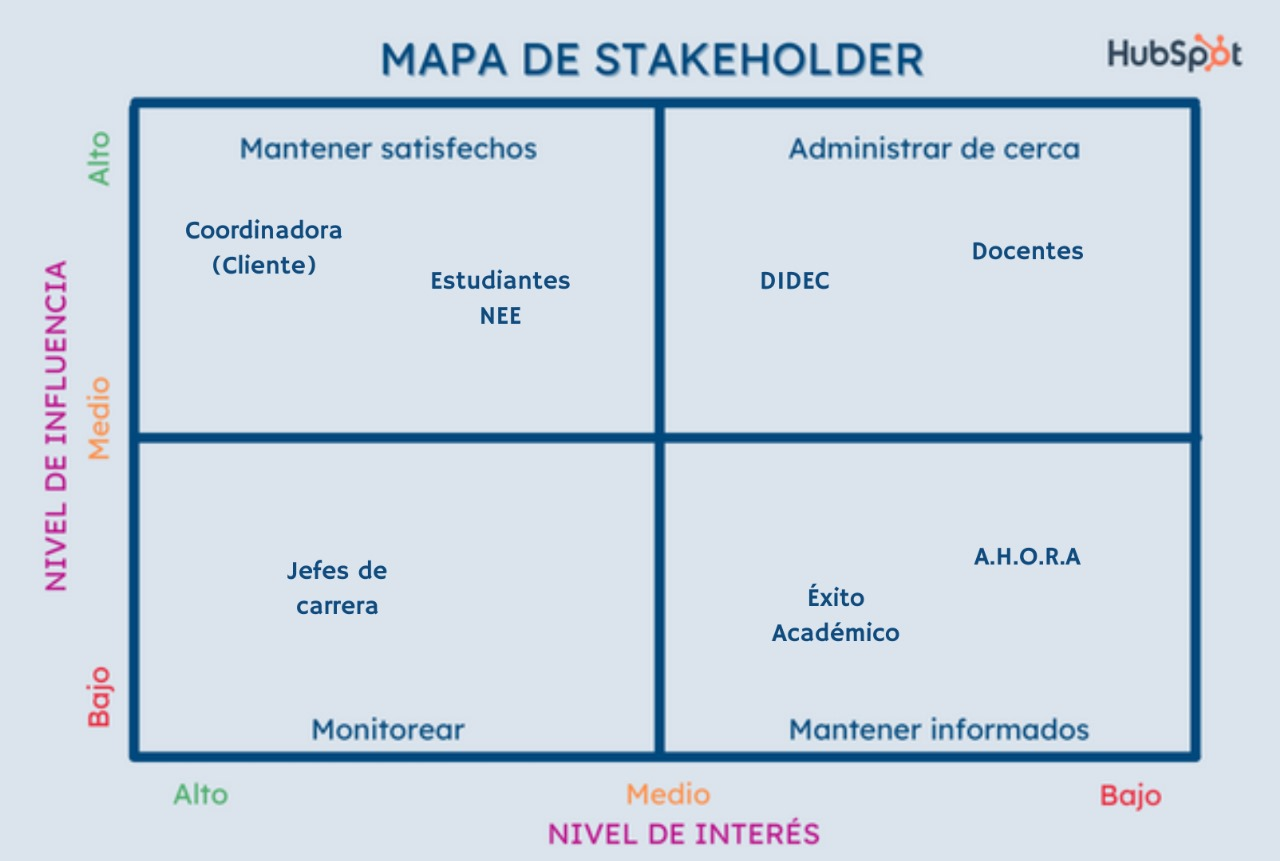 MAPA DE STAKEHOLDER
HubSpot
Alto
Medio
Bajo
NIVEL DE INFLUENCIA
Mantener satisfechos
Coordinadora
(Cliente)
Estudiantes
NEE
Administrar de cerca
DIDEC
Docentes
Jefes de
carrera
Monitorear
A.H.O.R.A
Éxito
Académico
Mantener informados
Alto
Medio
Bajo
NIVEL DE INTERÉS